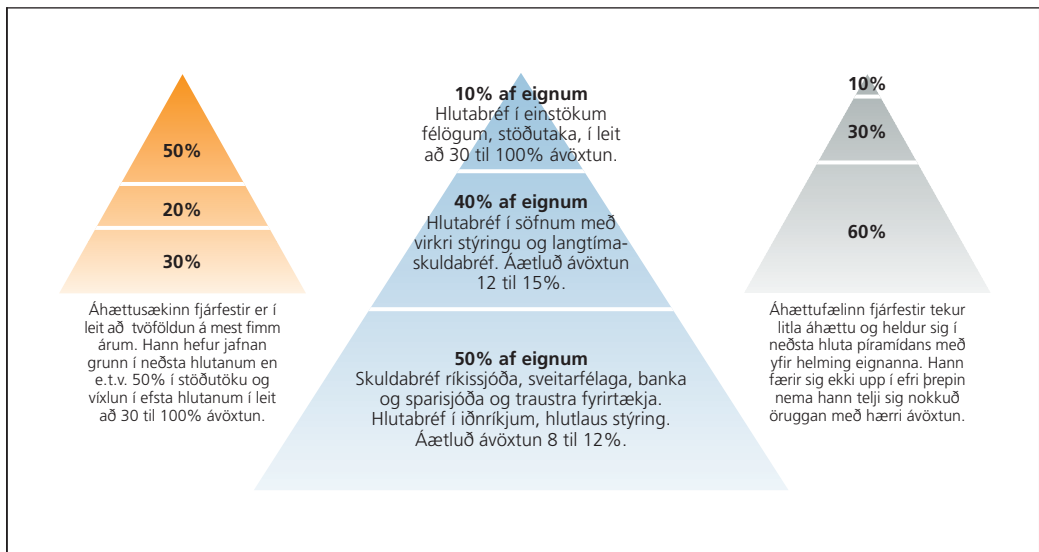 50%
20%
30%
Áhættusækinn fjárfestir er í
leit að tvöföldun á mest fimm
árum. Hann hefur jafnan
grunn í neðsta hlutanum en
e.t.v. 50% í stöðutöku og
víxlun í efsta hlutanum í leit
að 30 til 100% ávöxtun.
10% af eignum
Hlutabréf í einstökum
félögum, stöðutaka, í leit
að 30 til 100% ávöxtun.
40% af eignum
Hlutabréf í söfnum með
virkri stýringu og langtíma-
skuldabréf. Áætluð ávöxtun
12 til 15%.
50% af eignum
Skuldabréf ríkissjóða, sveitarfélaga, banka
og sparisjóða og traustra fyrirtækja.
Hlutabréf í iðnríkjum, hlutlaus stýring.
Áætluð ávöxtun 8 til 12%.
10%
30%
60%
Áhættufælinn fjárfestir tekur
litla áhættu og heldur sig í
neðsta hluta píramídans með
yfir helming eignanna. Hann
færir sig ekki upp í efri þrepin
nema hann telji sig nokkuð
öruggan með hærri ávöxtun.